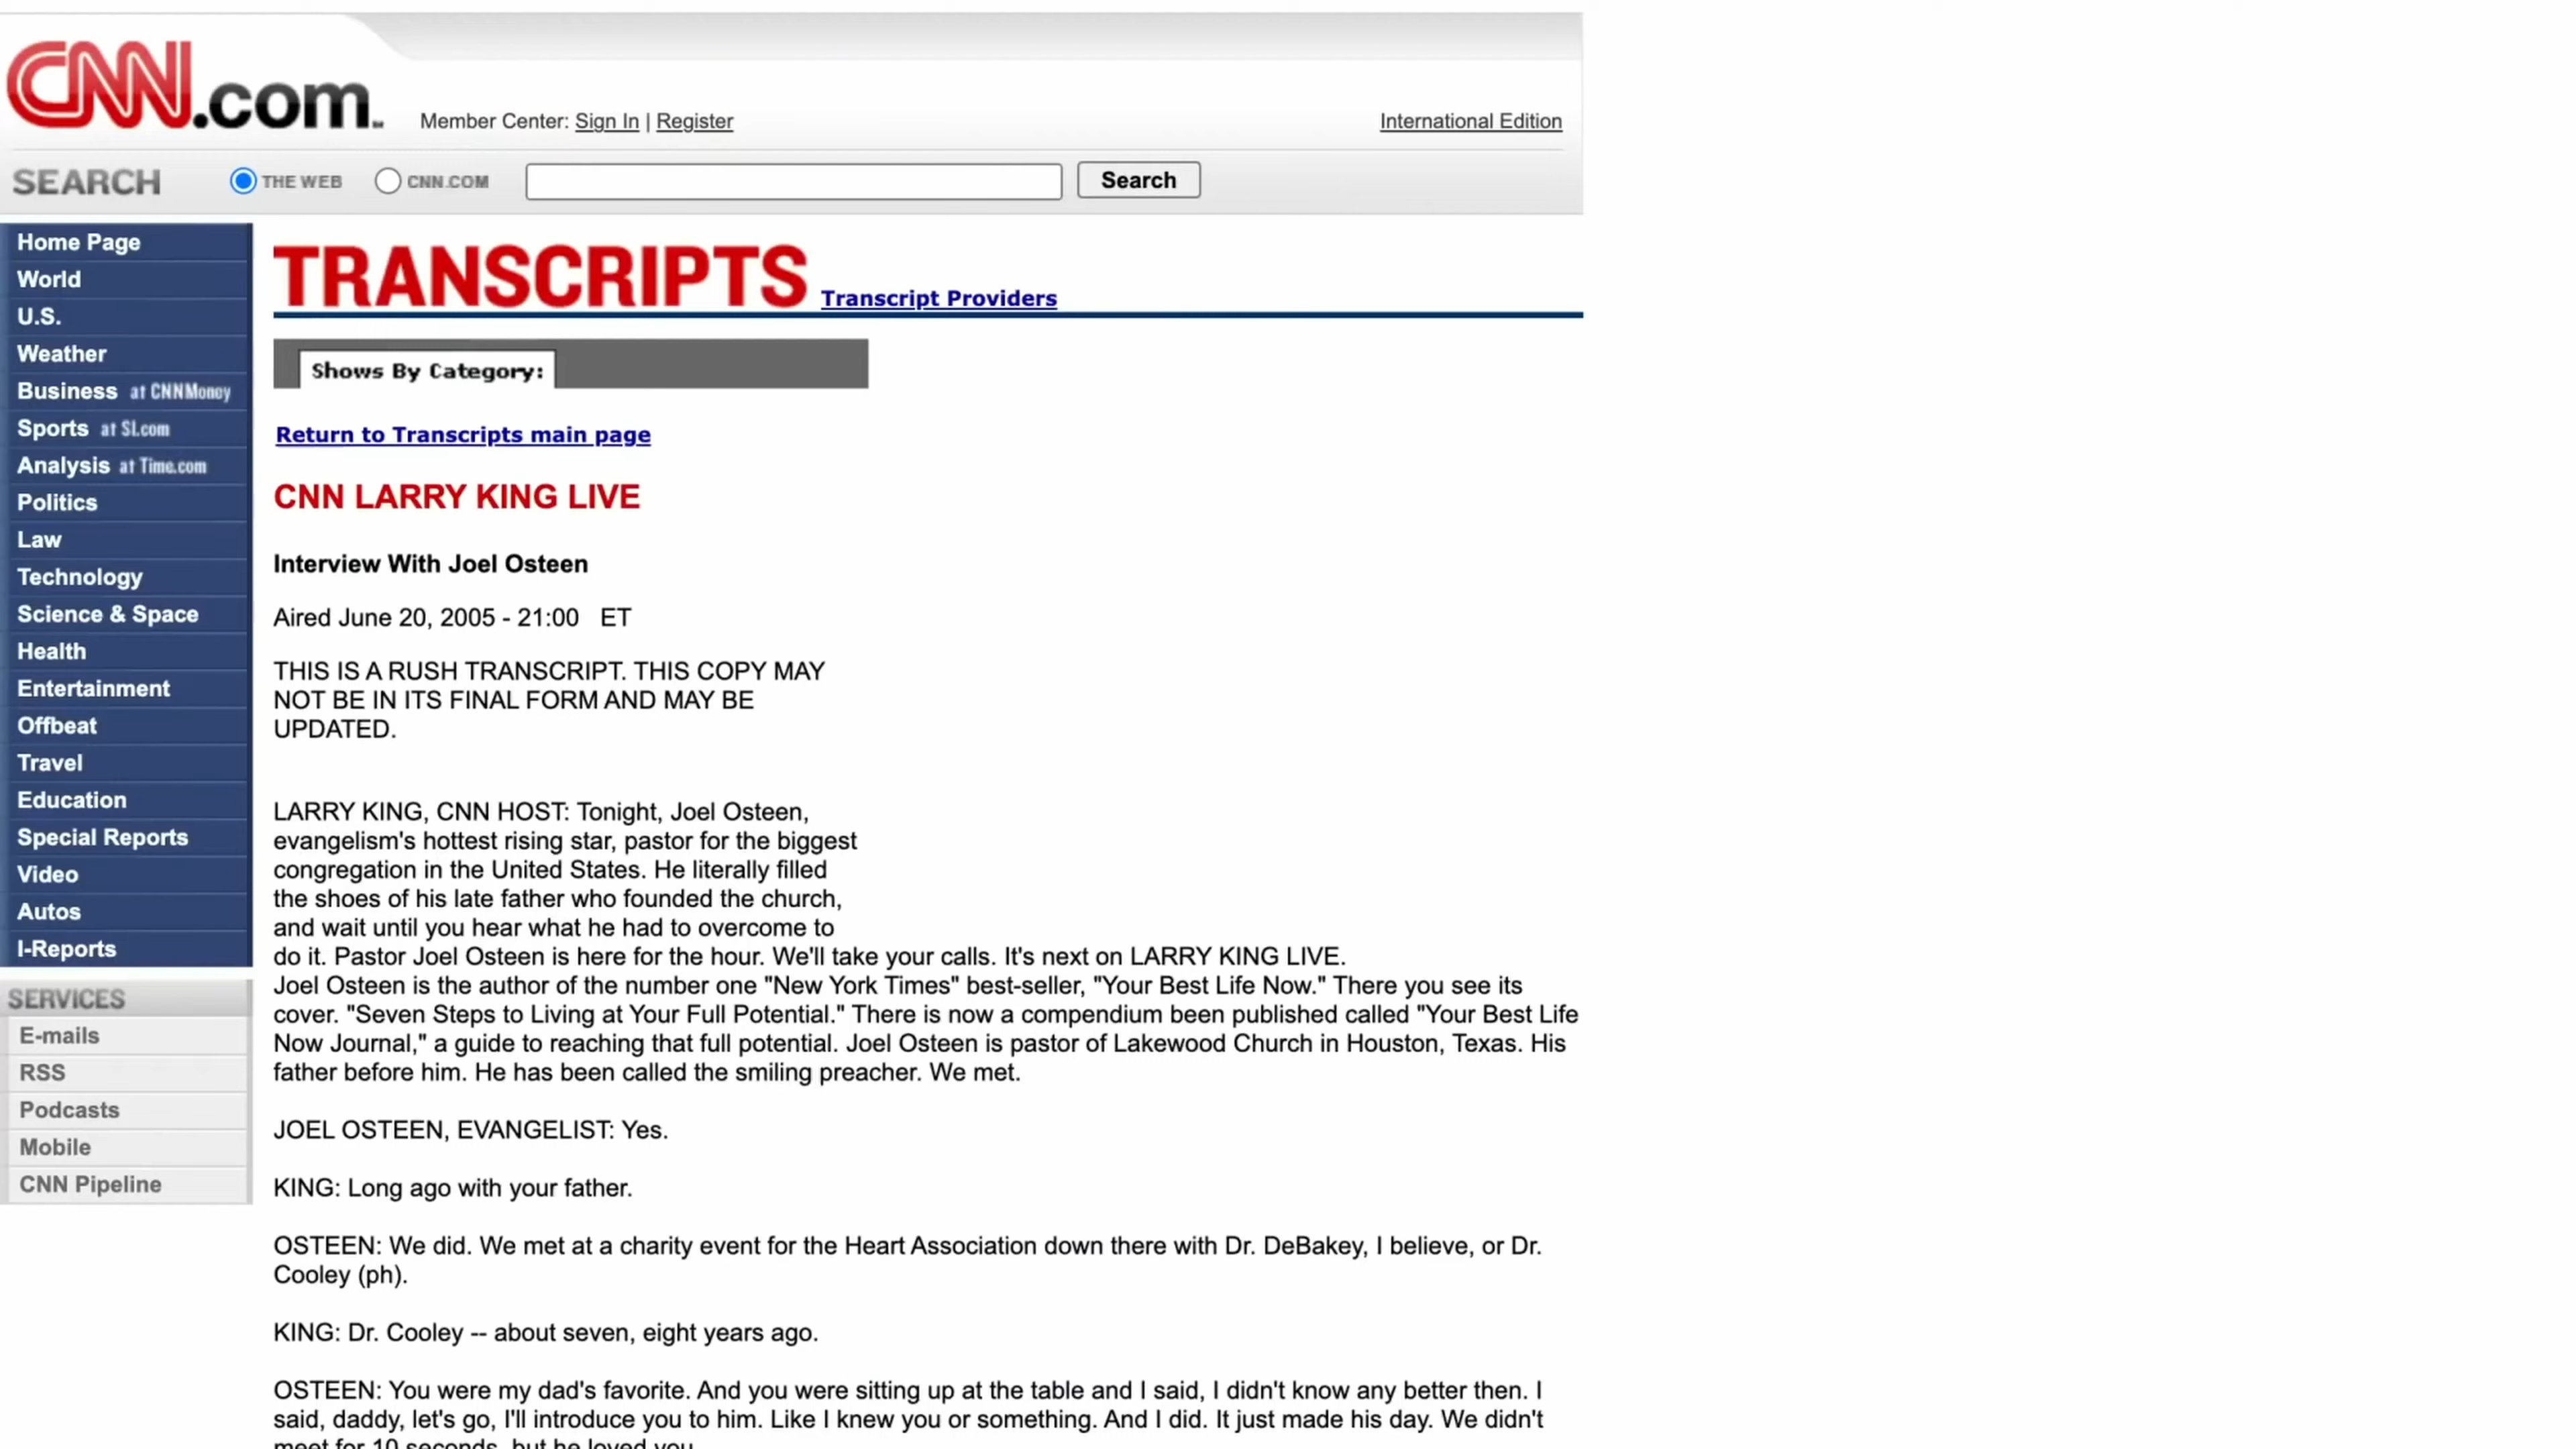 CNN.com
Member Center: Sign In | Register
International Edition
SEARCH
THE WEB
CNN.COM
Search
Home Page
World
U.S.
Weather
Business at CNNMoney
Sports at SI.com
Analysis at Time.com
Politics
Law
Technology
Science & Space
Health
Entertainment
Offbeat
Travel
Education
Special Reports
Video
Autos
I-Reports
SERVICES
E-mails
RSS
Podcasts
Mobile
CNN Pipeline
TRANSCRIPTS
Transcript Providers
Shows By Category:
Return to Transcripts main page
CNN LARRY KING LIVE
Interview With Joel Osteen
Aired June 20, 2005 - 21:00 ET
THIS IS A RUSH TRANSCRIPT. THIS COPY MAY
NOT BE IN ITS FINAL FORM AND MAY BE
UPDATED.
LARRY KING, CNN HOST: Tonight, Joel Osteen,
evangelism's hottest rising star, pastor for the biggest
congregation in the United States. He literally filled
the shoes of his late father who founded the church,
and wait until you hear what he had to overcome to
do it. Pastor Joel Osteen is here for the hour. We'll take your calls. It's next on LARRY KING LIVE.
Joel Osteen is the author of the number one "New York Times" best-seller, "Your Best Life Now." There you see its
cover. "Seven Steps to Living at Your Full Potential." There is now a compendium been published called "Your Best Life
Now Journal," a guide to reaching that full potential. Joel Osteen is pastor of Lakewood Church in Houston, Texas. His
father before him. He has been called the smiling preacher. We met.
JOEL OSTEEN, EVANGELIST: Yes.
KING: Long ago with your father.
OSTEEN: We did. We met at a charity event for the Heart Association down there with Dr. DeBakey, I believe, or Dr.
Cooley (ph).
KING: Dr. Cooley -- about seven, eight years ago.
OSTEEN: You were my dad's favorite. And you were sitting up at the table and I said, I didn't know any better then. I
said, daddy, let's go, I'll introduce you to him. Like I knew you or something. And I did. It just made his day. We didn't
meet for 10 seconds, but he loved you.